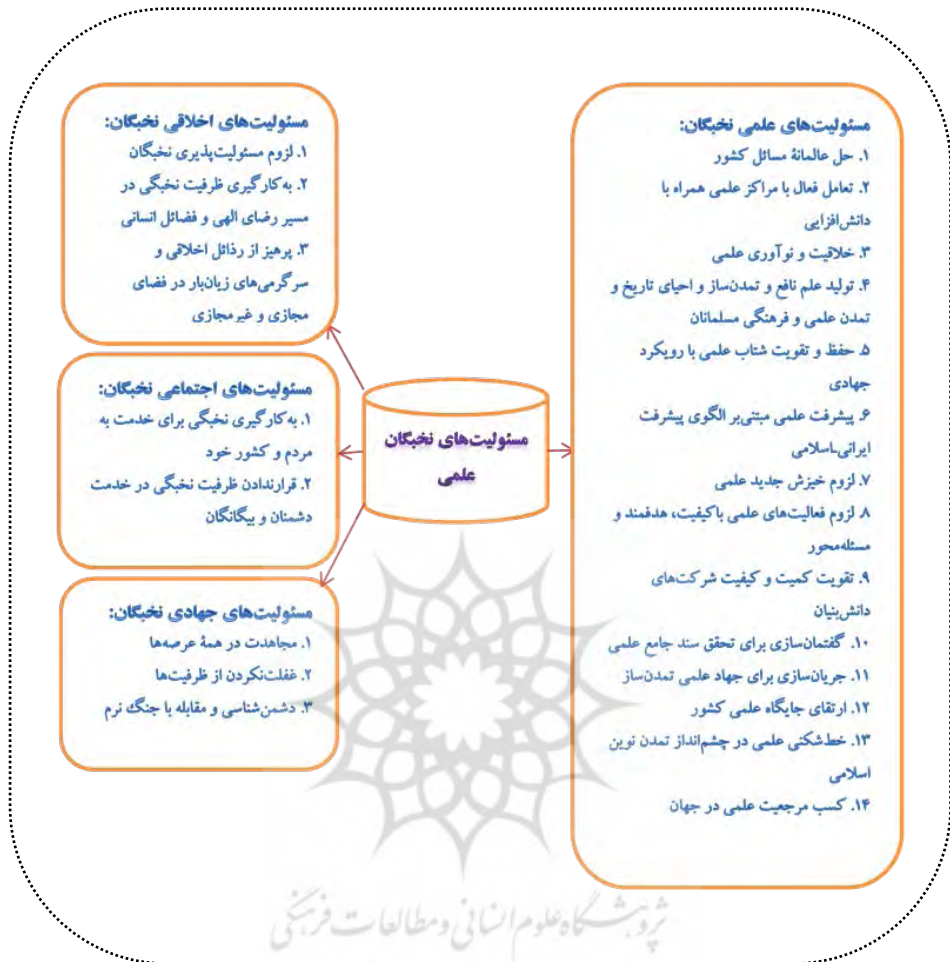 مسئولیت‌های علمی نخبگان:
۱. حل عالمانۀ مسائل کشور
۲. تعامل فعال با مراکز علمی همراه با
دانش‌افزایی
۳. خلاقیت و نوآوری علمی
۴. تولید علم نافع و تمدن‌ساز و احیای تاریخ و
تمدن علمی و فرهنگی مسلمانان
۵. حفظ و تقویت شتاب علمی با رویکرد
جهادی
۶. پیشرفت علمی مبتنی‌بر الگوی پیشرفت
ایرانی‌ـاسلامی
۷. لزوم خیزش جدید علمی
۸. لزوم فعالیت‌های علمی باکیفیت، هدفمند و
مسئله‌محور
۹. تقویت کمیت و کیفیت شرکت‌های
دانش‌بنیان
۱۰. گفتمان‌سازی برای تحقق سند جامع علمی
۱۱. جریان‌سازی برای جهاد علمی تمدن‌ساز
۱۲. ارتقای جایگاه علمی کشور
۱۳. خط‌شکنی علمی در چشم‌انداز تمدن نوین
اسلامی
۱۴. کسب مرجعیت علمی در جهان
مسئولیت‌های نخبگان
علمی
مسئولیت‌های اخلاقی نخبگان:
۱. لزوم مسئولیت‌پذیری نخبگان
۲. به‌کارگیری ظرفیت نخبگی در
مسیر رضای الهی و فضائل انسانی
۳. پرهیز از رذائل اخلاقی و
سرگرمی‌های زیان‌بار در فضای
مجازی و غیرمجازی
مسئولیت‌های اجتماعی نخبگان:
۱. به‌کارگیری نخبگی برای خدمت به
مردم و کشور خود
۲. قرارندادن ظرفیت نخبگی در خدمت
دشمنان و بیگانگان
مسئولیت‌های جهادی نخبگان:
۱. مجاهدت در همۀ عرصه‌ها
۲. غفلت‌نکردن از ظرفیت‌ها
۳. دشمن‌شناسی و مقابله با جنگ نرم
پژوهشگاه علوم انسانی و مطالعات فرهنگی